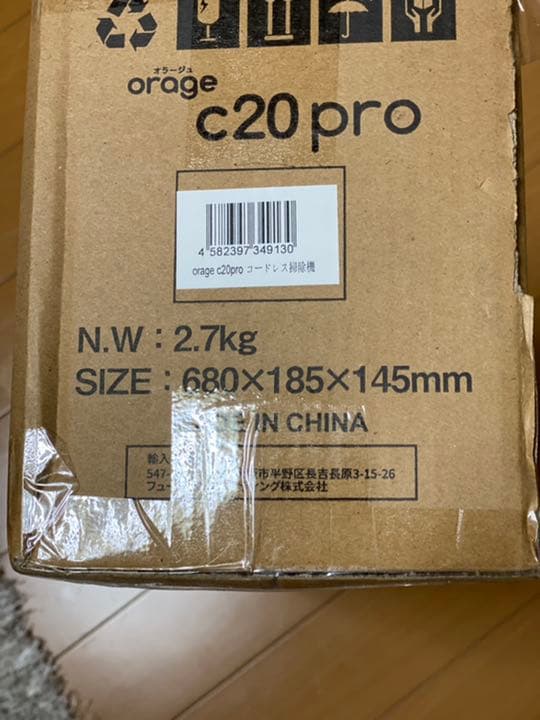 オラージュ
orage
c20 pro
4 582397 349130
orage c20pro コードレス掃除機
N.W：2.7kg
SIZE：680×185×145mm
IN CHINA
輸入
547-
市平野区長吉長原3-15-26
フュー
ィング株式会社